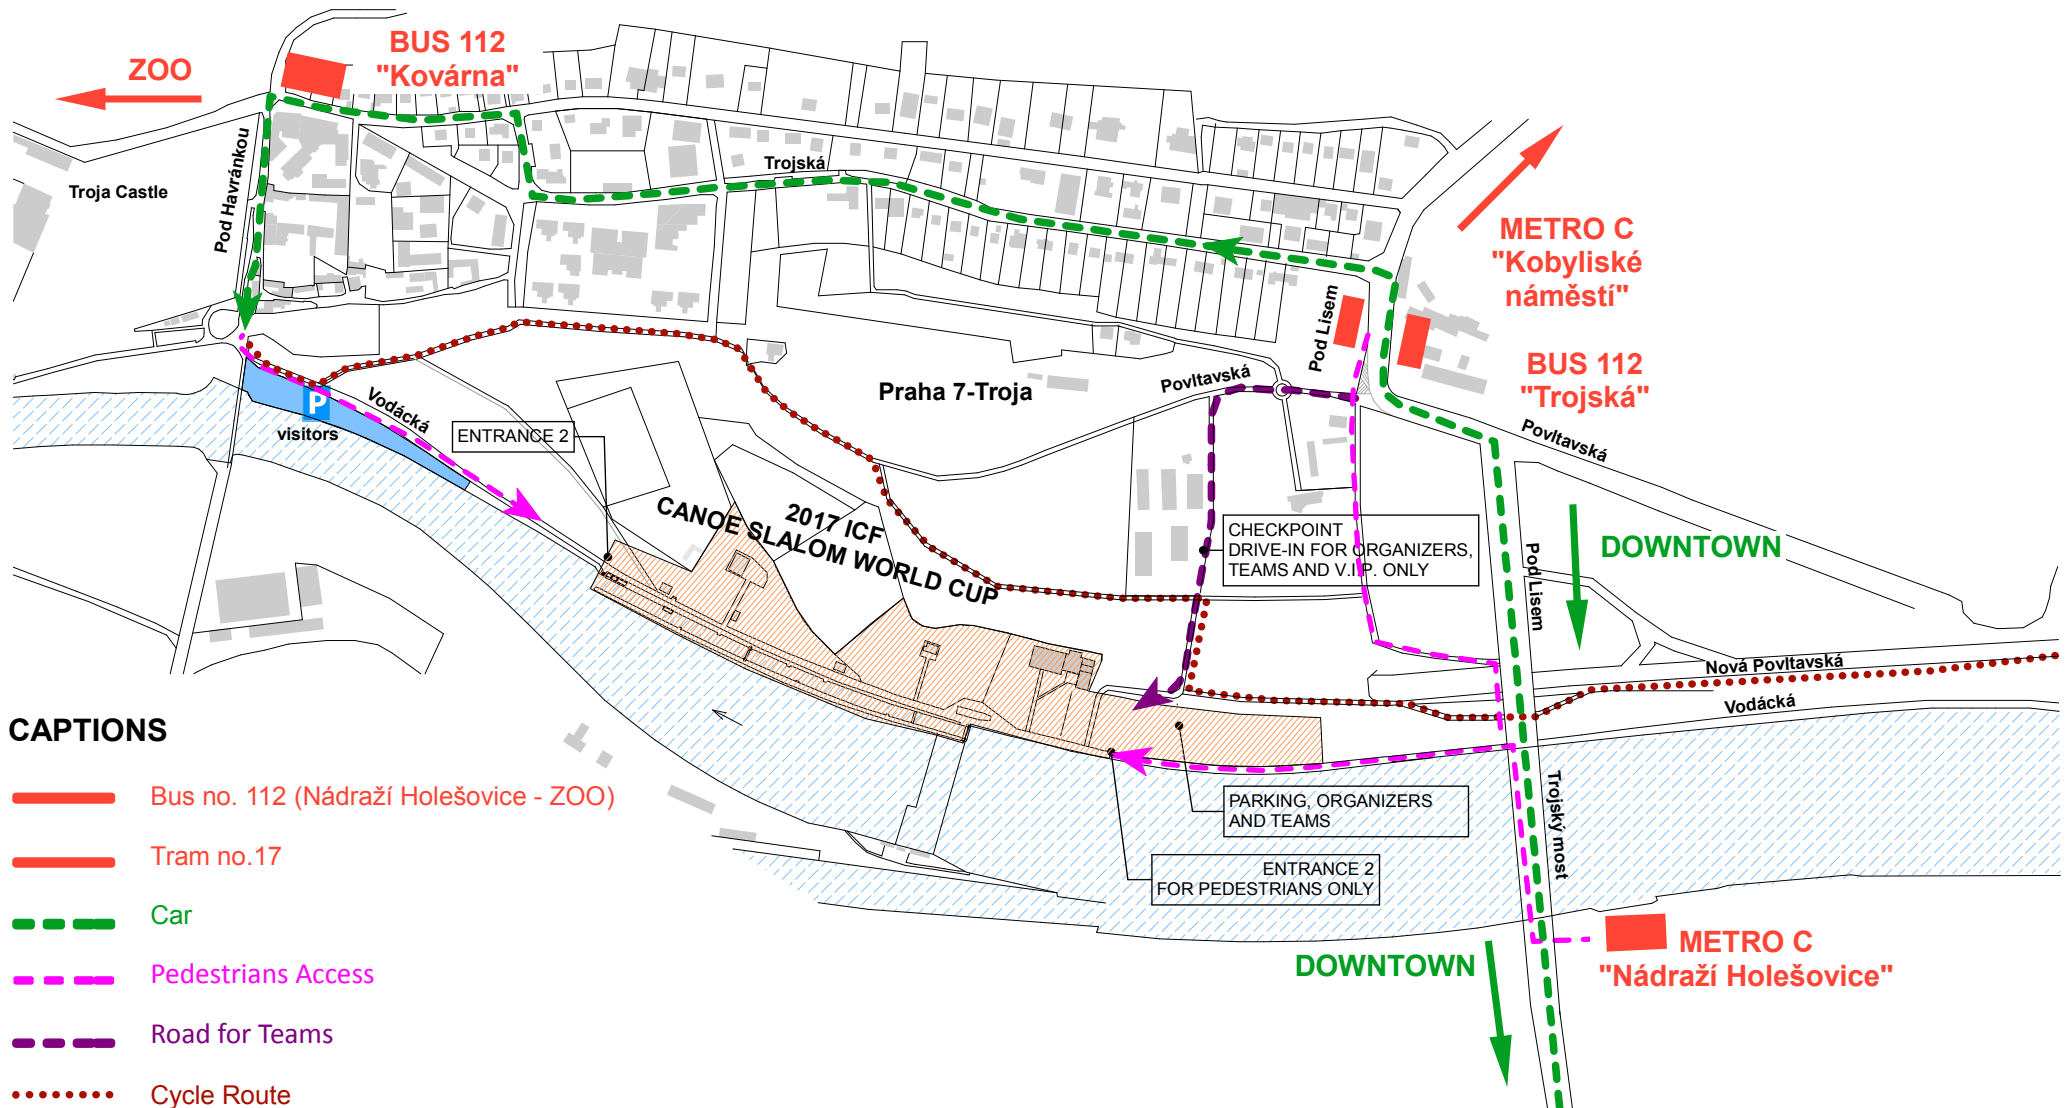 BUS 112
"Kovárna"
ZOO
Troja Castle
Pod Havránkou
Trojská
METRO C
"Kobyliské
náměstí"
Pod Lisem
BUS 112
"Trojská"
Povltavská
Praha 7-Troja
Povltavská
P
visitors
Vodácká
ENTRANCE 2
2017 ICF
CANOE SLALOM WORLD CUP
CHECKPOINT
DRIVE-IN FOR ORGANIZERS,
TEAMS AND V.I.P. ONLY
Pod Lisem
DOWNTOWN
Nová Povltavská
Vodácká
PARKING, ORGANIZERS
AND TEAMS
Trojský most
ENTRANCE 2
FOR PEDESTRIANS ONLY
DOWNTOWN
METRO C
"Nádraží Holešovice"
CAPTIONS
Bus no. 112 (Nádraží Holešovice - ZOO)
Tram no.17
Car
Pedestrians Access
Road for Teams
Cycle Route